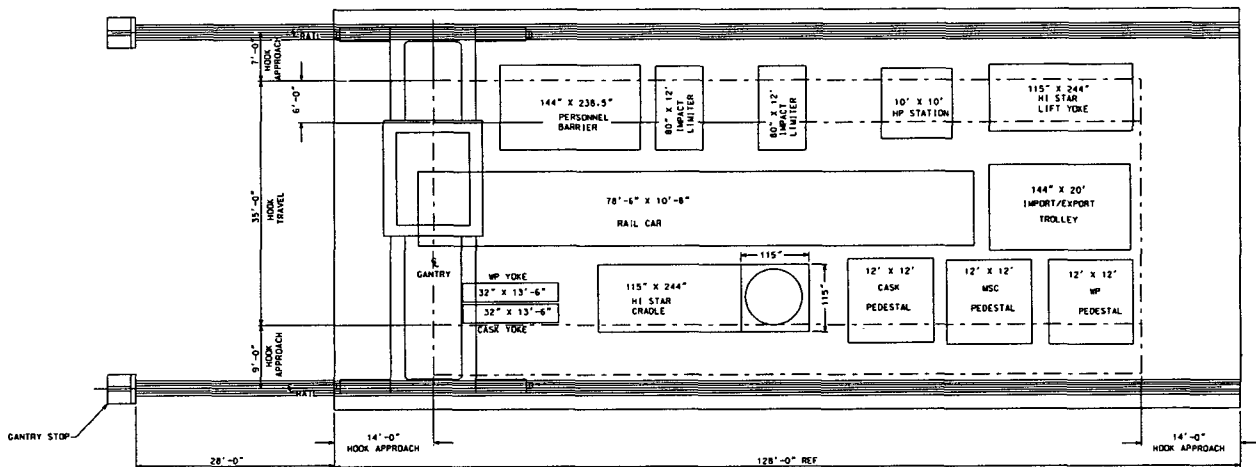 ℄
RAIL
7'-0"
HOOK
APPROACH
6'-0"
144" X 238.5"
PERSONNEL
BARRIER
80" X 12'
IMPACT
LIMITER
80" X 12'
IMPACT
LIMITER
10' X 10'
HP STATION
115" X 244"
HI STAR
LIFT YOKE
35'-0"
HOOK
TRAVEL
78'-6" X 10'-8"
RAIL CAR
144" X 20'
IMPORT/EXPORT
TROLLEY
℄
GANTRY
WP YOKE
32" X 13'-6"
32" X 13'-6"
CASK YOKE
115" X 244"
HI STAR
CRADLE
115"
115"
12' X 12'
CASK
PEDESTAL
12' X 12'
MSC
PEDESTAL
12' X 12'
WP
PEDESTAL
9'-0"
HOOK
APPROACH
℄
RAIL
GANTRY STOP
14'-0"
HOOK APPROACH
14'-0"
HOOK APPROACH
28'-0"
128'-0" REF